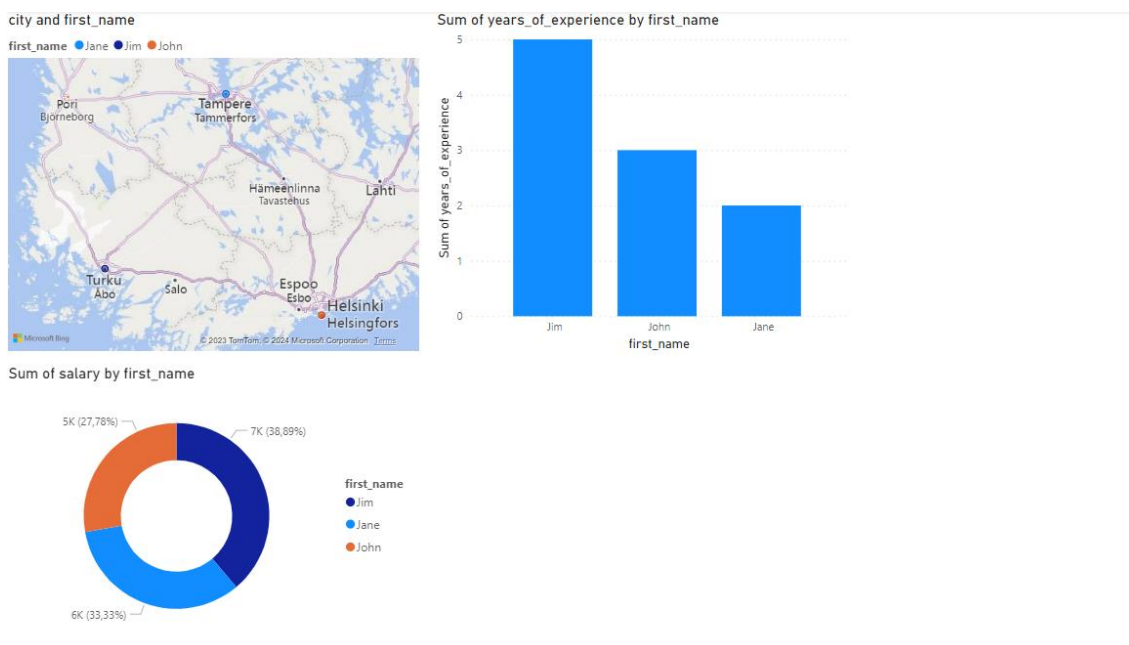 city and first_name
first_name Jane Jim John
Pori
Björneborg
Tampere
Tammerfors
Hämeenlinna
Tavastehus
Lahti
Turku
Åbo
Salo
Espoo
Esbo
Helsinki
Helsingfors
Microsoft Bing
© 2023 TomTom, © 2024 Microsoft Corporation Terms
Sum of years_of_experience by first_name
Sum of years_of_experience
5
4
3
2
1
0
Jim John Jane
first_name
Sum of salary by first_name
5K (27,78%)
7K (38,89%)
6K (33,33%)
first_name
Jim
Jane
John